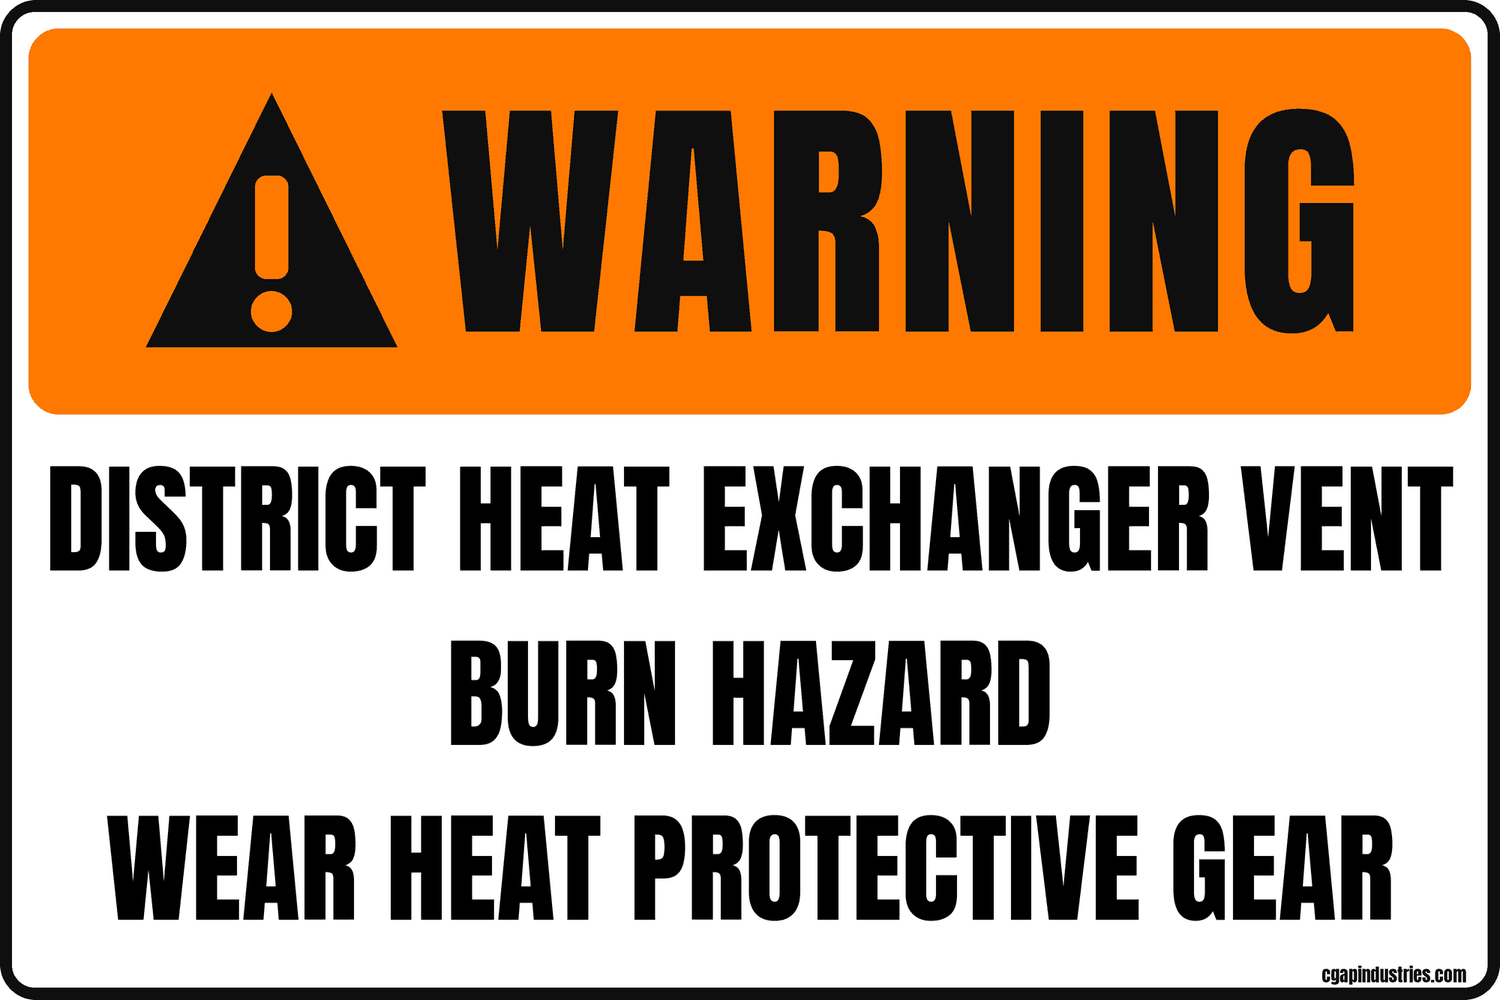 WARNING
DISTRICT HEAT EXCHANGER VENT
BURN HAZARD
WEAR HEAT PROTECTIVE GEAR
cgapindustries.com